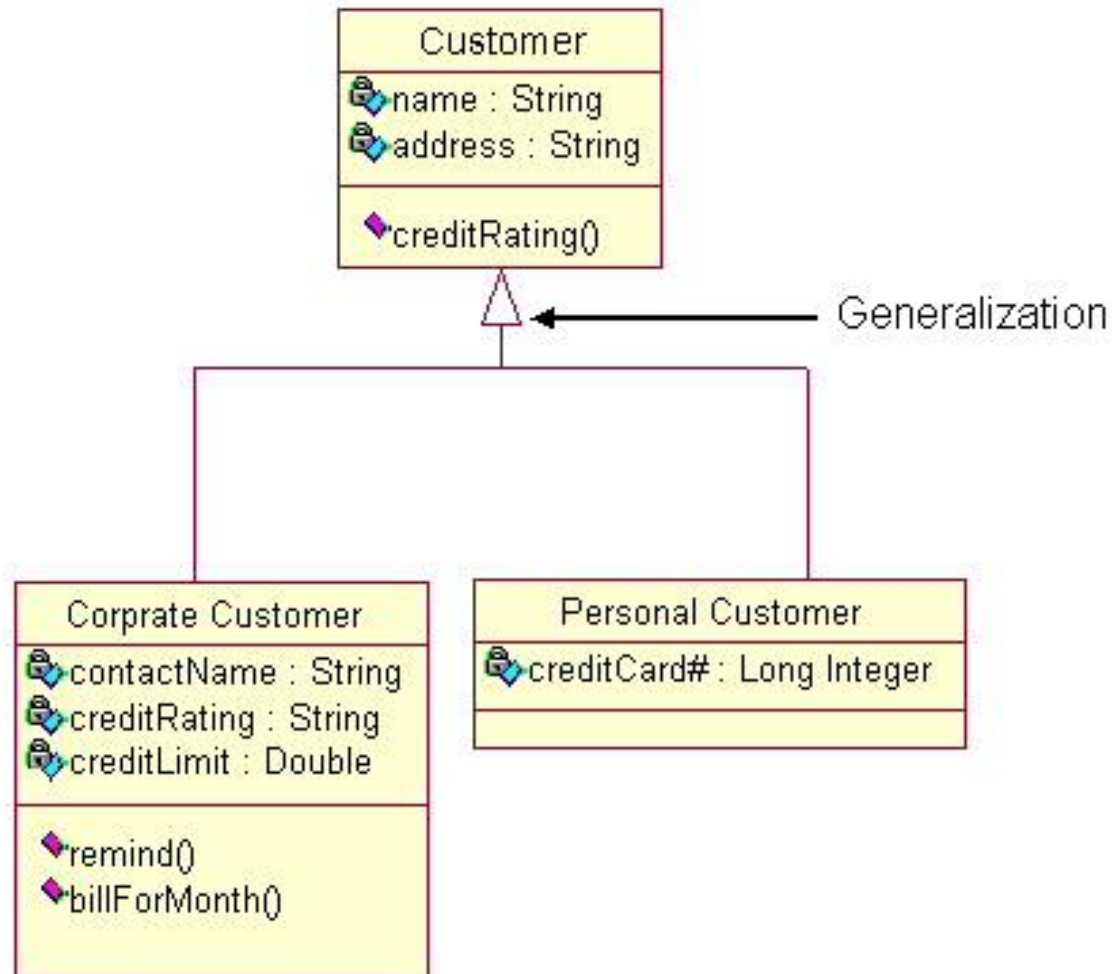 Customer
name : String
address : String
creditRating()
Generalization
Corprate Customer
contactName : String
creditRating : String
creditLimit : Double
remind()
billForMonth()
Personal Customer
creditCard# : Long Integer